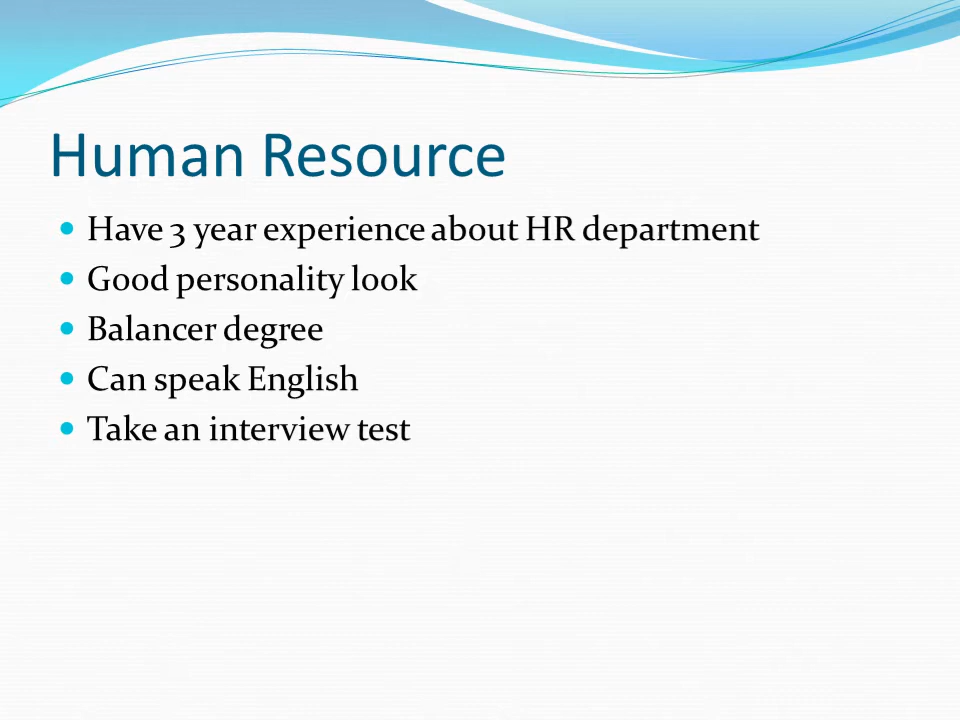 Human Resource
Have 3 year experience about HR department
Good personality look
Balancer degree
Can speak English
Take an interview test